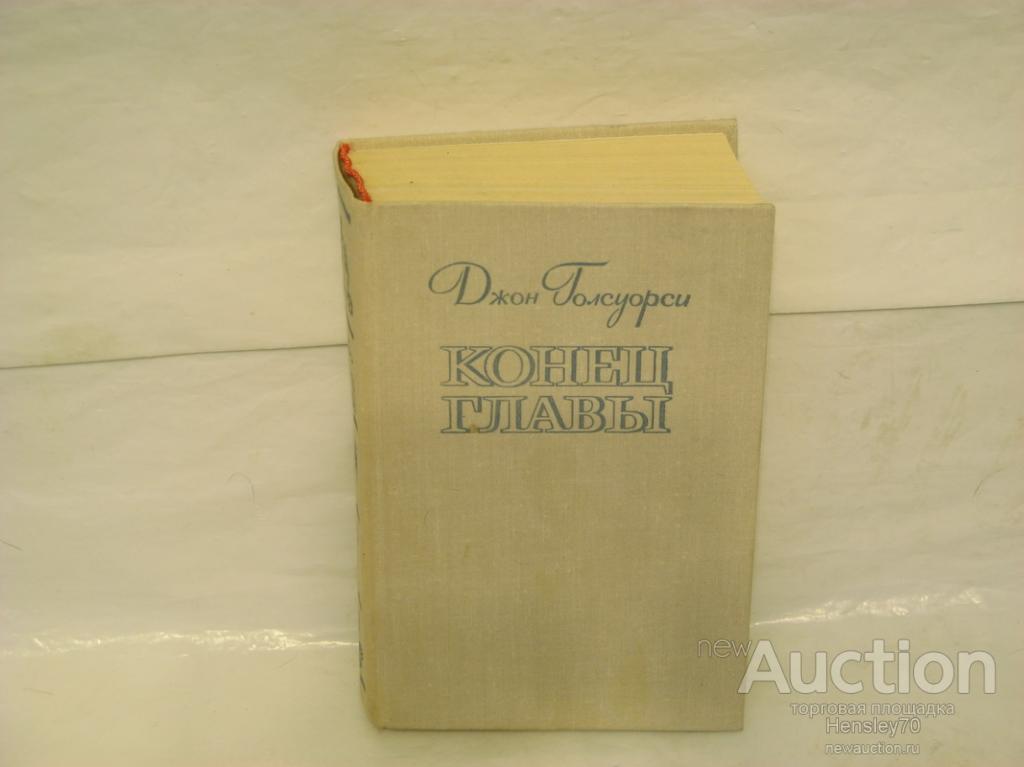 Джон Голсуорси
КОНЕЦ
ГЛАВЫ
newAuction
торговая площадка
Hensley70
newauction.ru